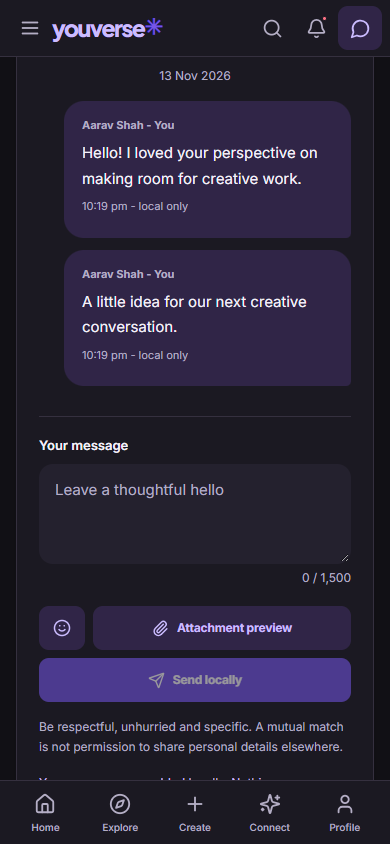 youverse
13 Nov 2026
Aarav Shah - You
Hello! I loved your perspective on
making room for creative work.
10:19 pm - local only
Aarav Shah - You
A little idea for our next creative
conversation.
10:19 pm - local only
Your message
Leave a thoughtful hello
0 / 1,500
Attachment preview
Send locally
Be respectful, unhurried and specific. A mutual match
is not permission to share personal details elsewhere.
Home
Explore
Create
Connect
Profile